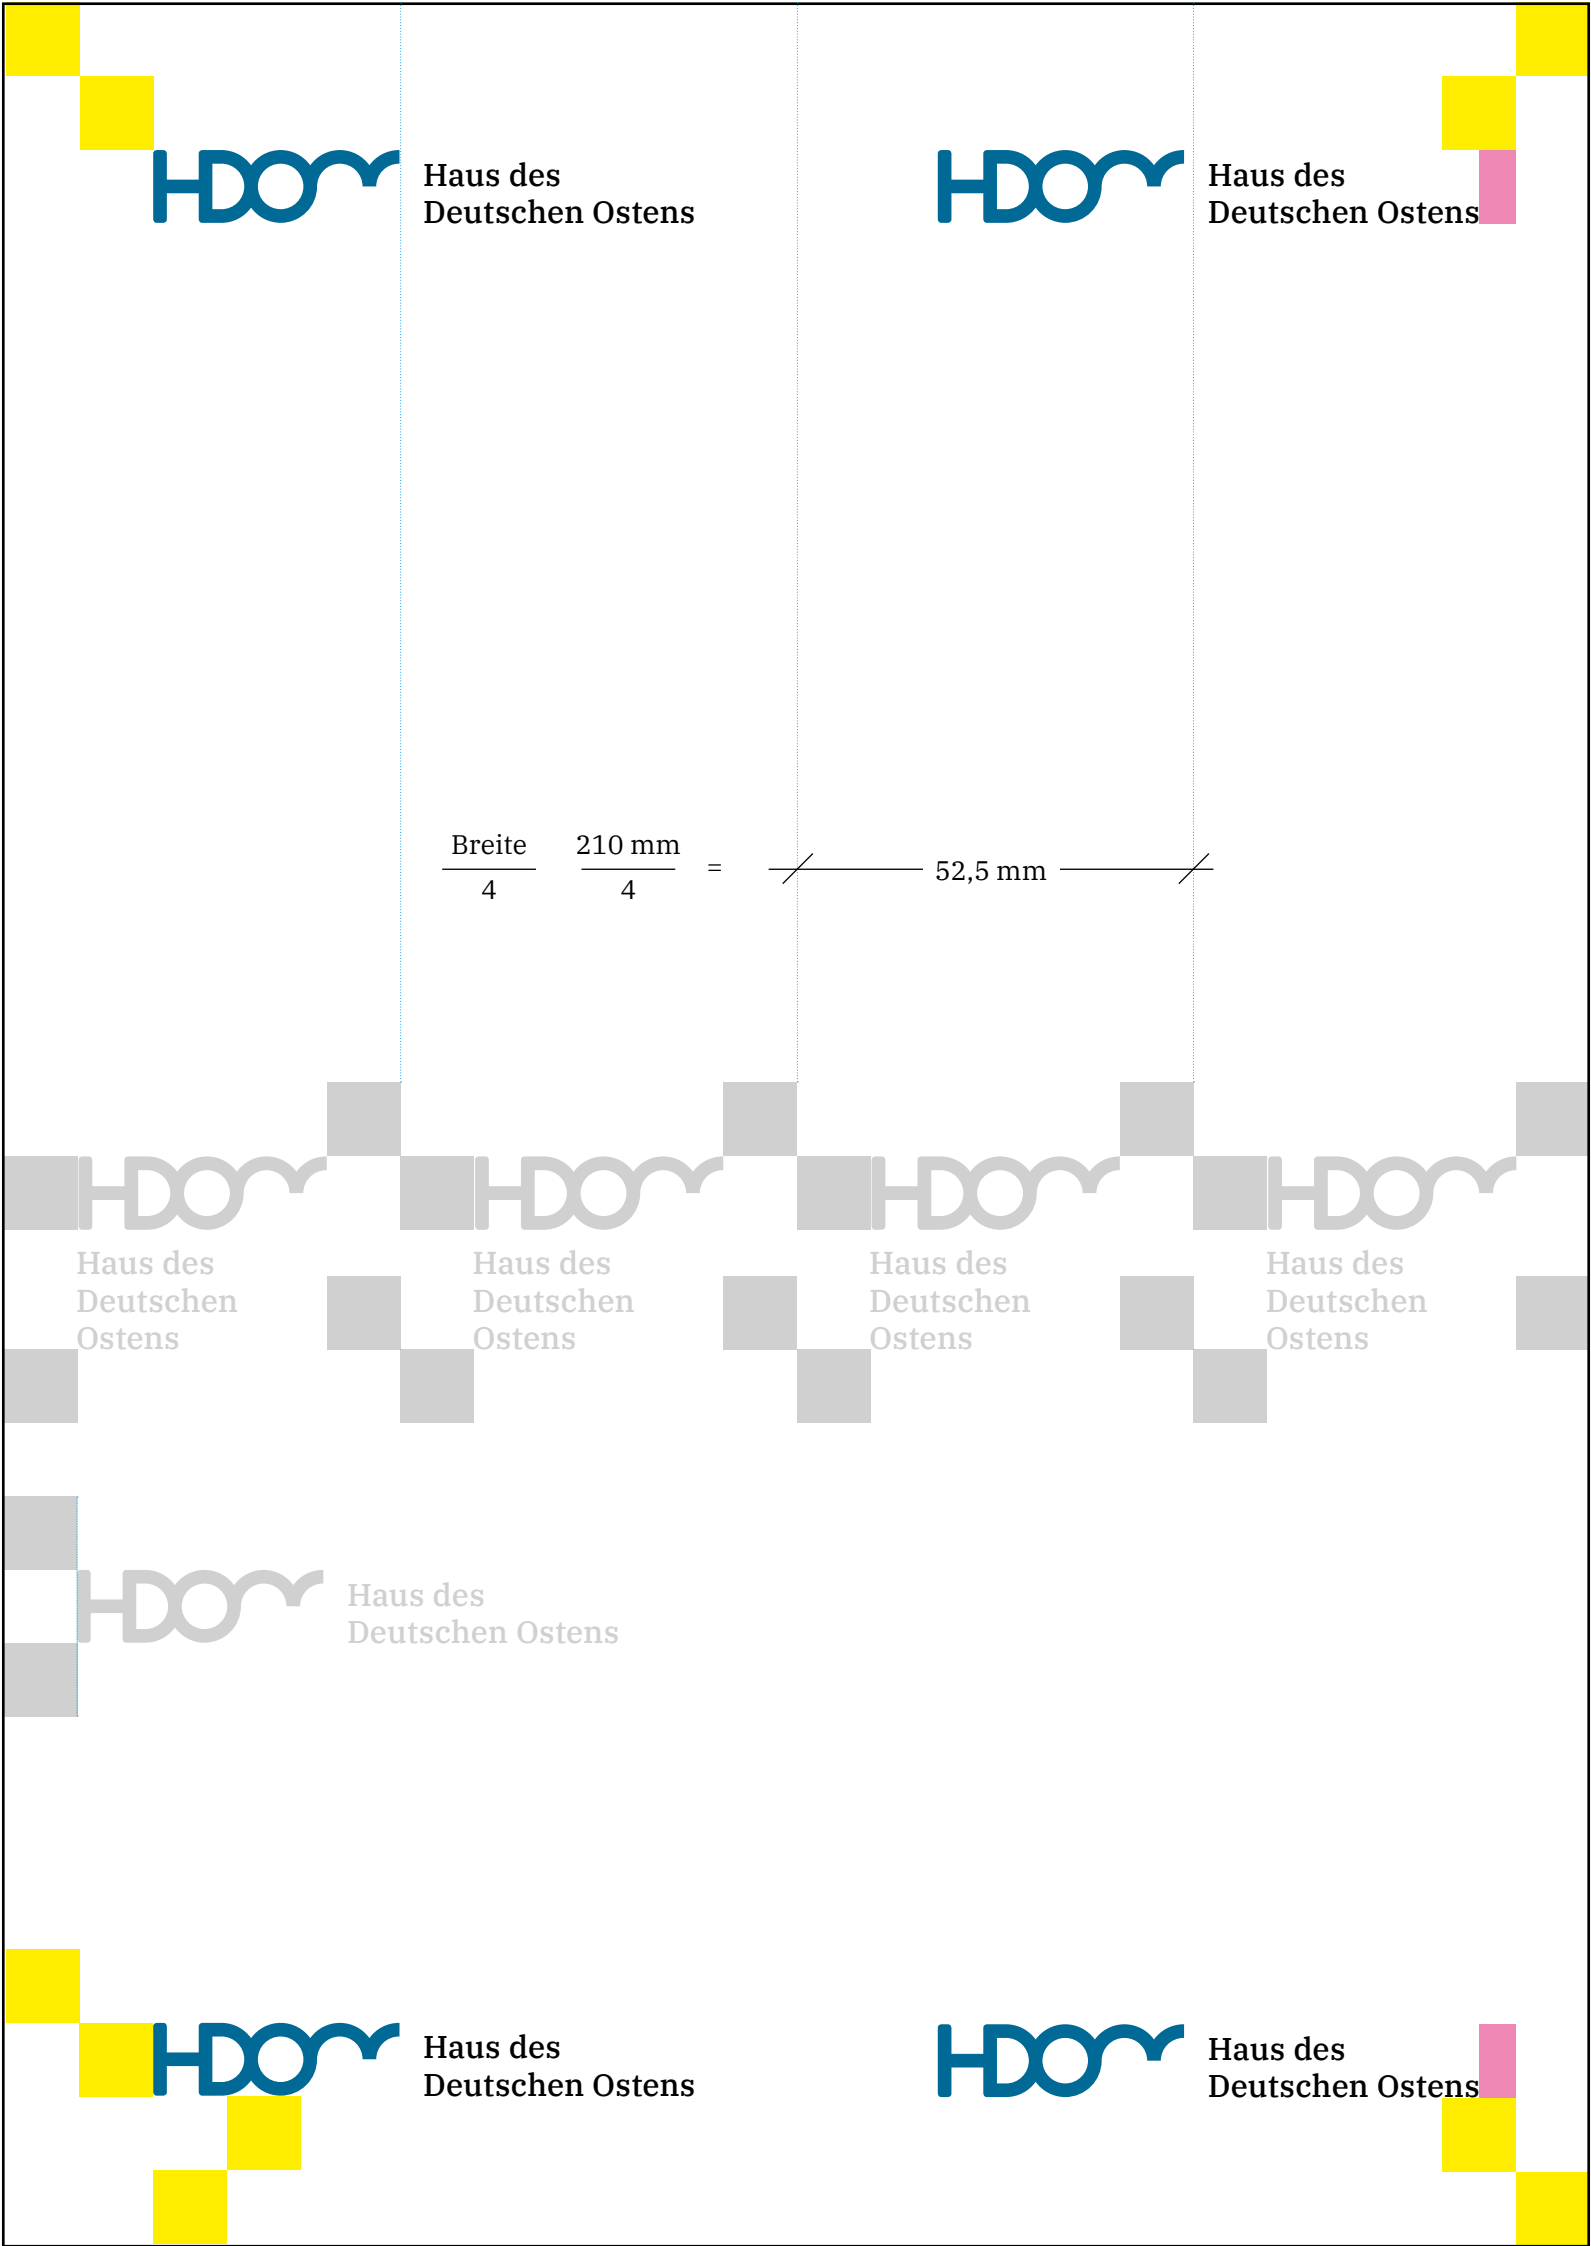 HDO
Haus des
Deutschen Ostens
HDO
Haus des
Deutschen Ostens
Breite
4
210 mm
4
=
52,5 mm
HDO
Haus des
Deutschen
Ostens
HDO
Haus des
Deutschen
Ostens
HDO
Haus des
Deutschen
Ostens
HDO
Haus des
Deutschen
Ostens
HDO
Haus des
Deutschen Ostens
HDO
Haus des
Deutschen Ostens
HDO
Haus des
Deutschen Ostens